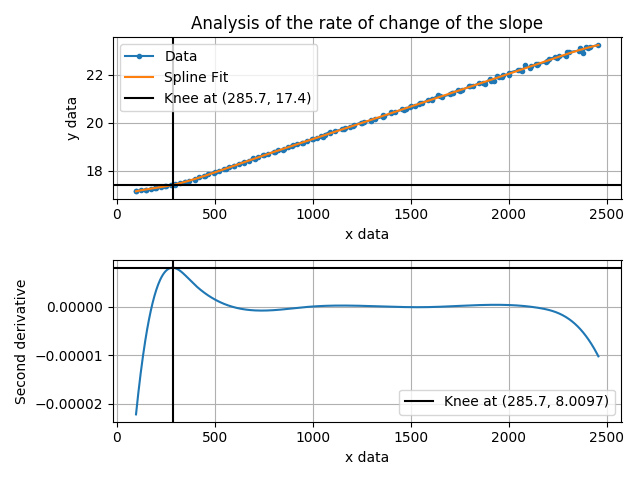 Analysis of the rate of change of the slope
Data
Spline Fit
Knee at (285.7, 17.4)
y data
22
20
18
0 500 1000 1500 2000 2500
x data
Second derivative
0.00000
−0.00001
−0.00002
Knee at (285.7, 8.0097)
0 500 1000 1500 2000 2500
x data